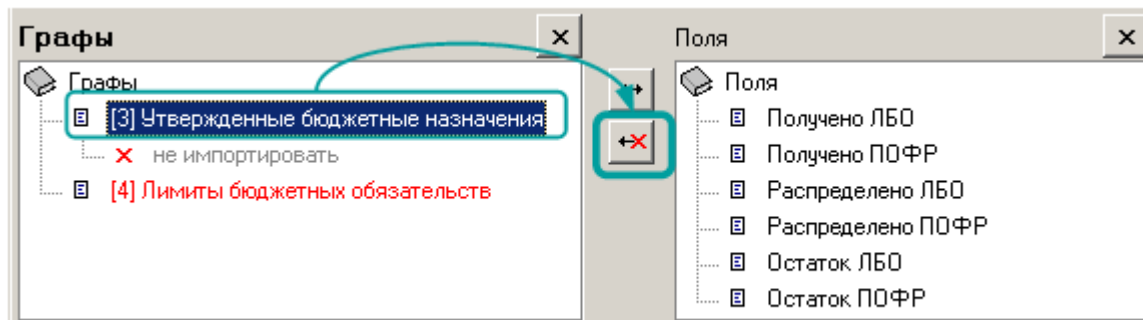 Графы
Графы
[3] Утвержденные бюджетные назначения
не импортировать
[4] Лимиты бюджетных обязательств
Поля
Поля
Получено ЛБО
Получено ПОФР
Распределено ЛБО
Распределено ПОФР
Остаток ЛБО
Остаток ПОФР